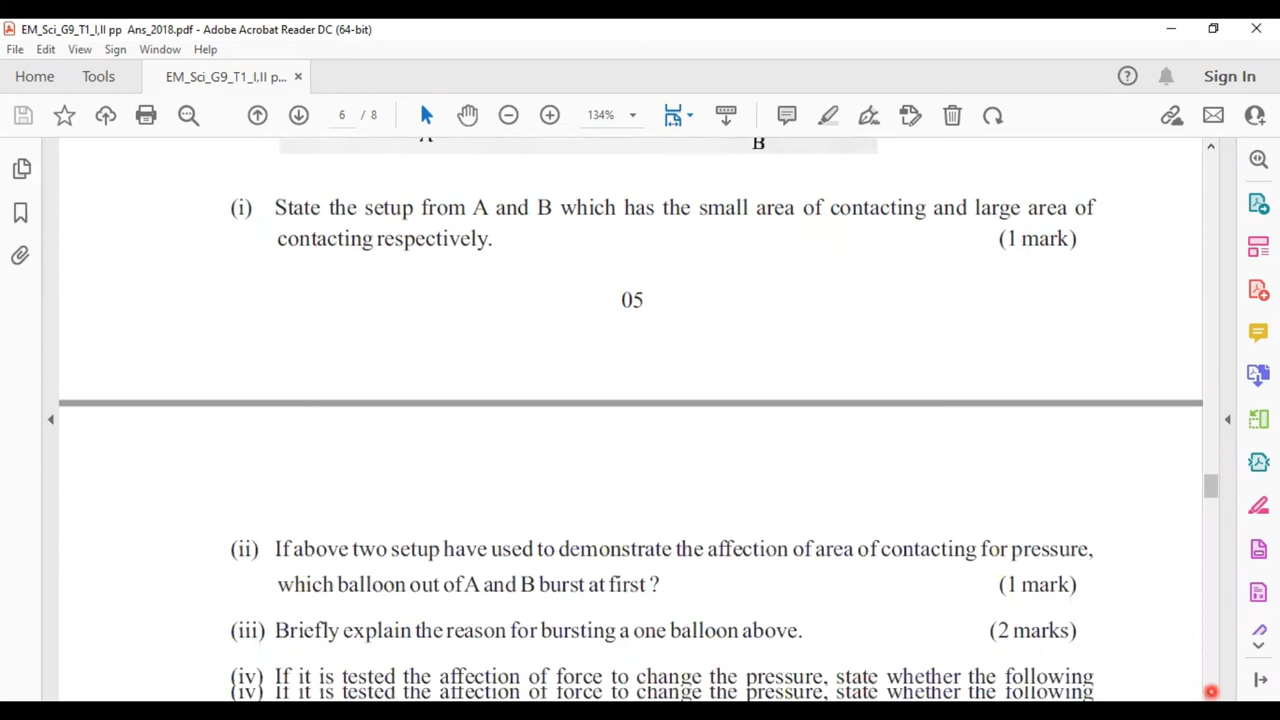 EM_Sci_G9_T1_I,II pp Ans_2018.pdf - Adobe Acrobat Reader DC (64-bit)
File Edit View Sign Window Help
Home Tools EM_Sci_G9_T1_I,II p... × Sign In
6 / 8 134%
A B
(i) State the setup from A and B which has the small area of contacting and large area of
contacting respectively. (1 mark)
05
(ii) If above two setup have used to demonstrate the affection of area of contacting for pressure,
which balloon out of A and B burst at first ? (1 mark)
(iii) Briefly explain the reason for bursting a one balloon above. (2 marks)
(iv) If it is tested the affection of force to change the pressure, state whether the following
(iv) If it is tested the affection of force to change the pressure, state whether the following